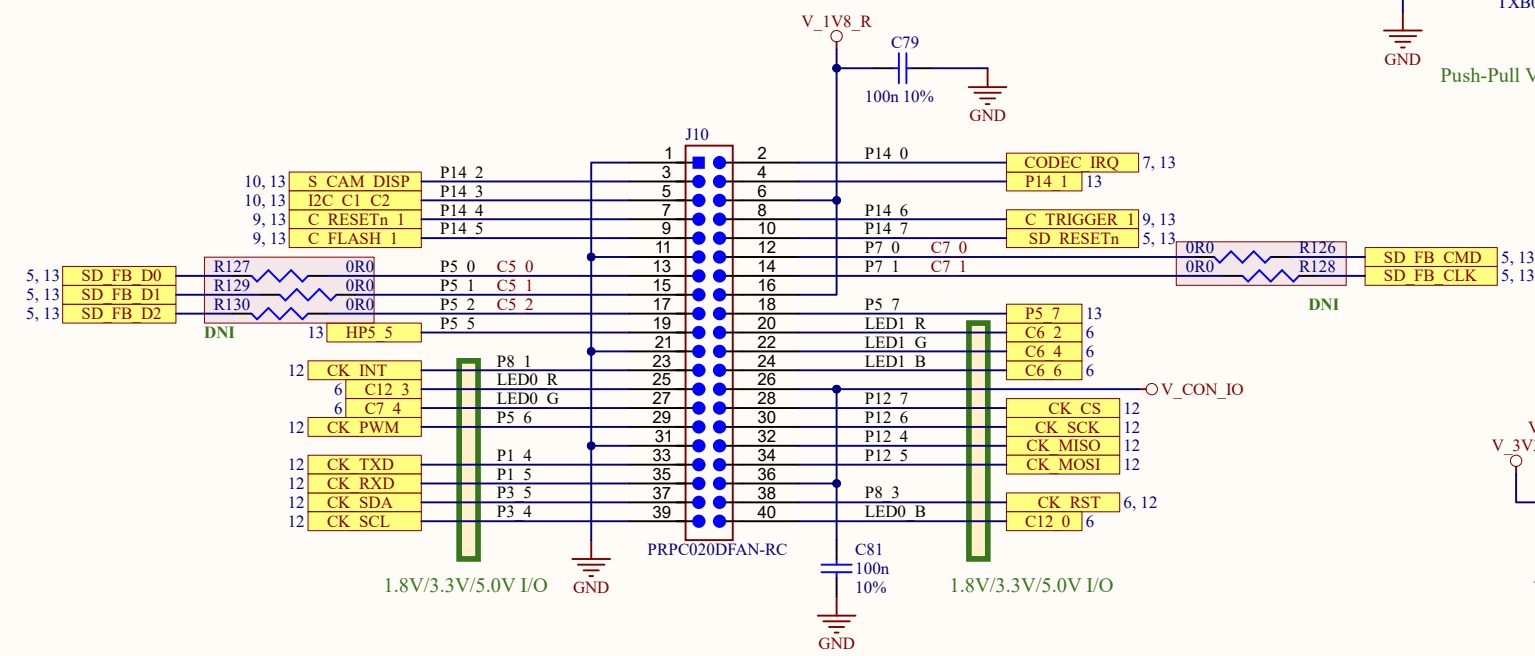 V_1V8_R
TXB0
C79
GND
100n 10%
Push-Pull V
GND
J10
1 2 P14_0 CODEC_IRQ 7, 13
10, 13 S_CAM_DISP P14_2 3 4 P14_1 13
10, 13 I2C_C1_C2 P14_3 5 6
9, 13 C_RESETn_1 P14_4 7 8 P14_6 C_TRIGGER_1 9, 13
9, 13 C_FLASH_1 P14_5 9 10 P14_7 SD_RESETn 5, 13
11 12 P7_0 C7_0 0R0 R126 SD_FB_CMD 5, 13
5, 13 SD_FB_D0 R127 0R0 P5_0 C5_0 13 14 P7_1 C7_1 0R0 R128 SD_FB_CLK 5, 13
5, 13 SD_FB_D1 R129 0R0 P5_1 C5_1 15 16
5, 13 SD_FB_D2 R130 0R0 P5_2 C5_2 17 18 P5_7 P5_7 13
DNI
DNI 13 HP5_5 P5_5 19 20 LED1_R C6_2 6
21 22 LED1_G C6_4 6
12 CK_INT P8_1 23 24 LED1_B C6_6 6
6 C12_3 LED0_R 25 26 V_CON_IO
6 C7_4 LED0_G 27 28 P12_7 CK_CS 12
12 CK_PWM P5_6 29 30 P12_6 CK_SCK 12
31 32 P12_4 CK_MISO 12
12 CK_TXD P1_4 33 34 P12_5 CK_MOSI 12
12 CK_RXD P1_5 35 36
12 CK_SDA P3_5 37 38 P8_3 CK_RST 6, 12
12 CK_SCL P3_4 39 40 LED0_B C12_0 6
PRPC020DFAN-RC
C81
100n
10%
1.8V/3.3V/5.0V I/O
GND
1.8V/3.3V/5.0V I/O
GND